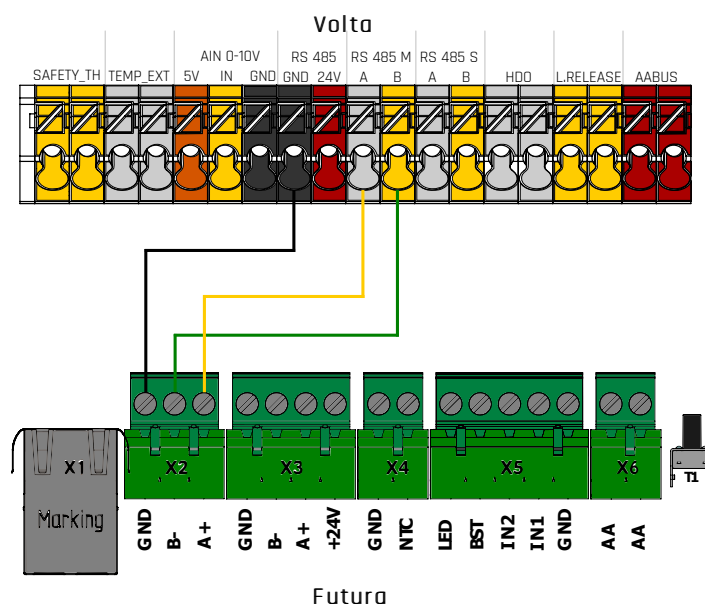 Volta
AIN 0-10V RS 485 RS 485 M RS 485 S
SAFETY_TH TEMP_EXT 5V IN GND GND 24V A B A B HDO L.RELEASE AABUS
X1 X2 X3 X4 X5 X6 T1
Marking
GND B- A+ GND B- A+ +24V GND NTC LED BST IN2 IN1 GND AA AA
Futura